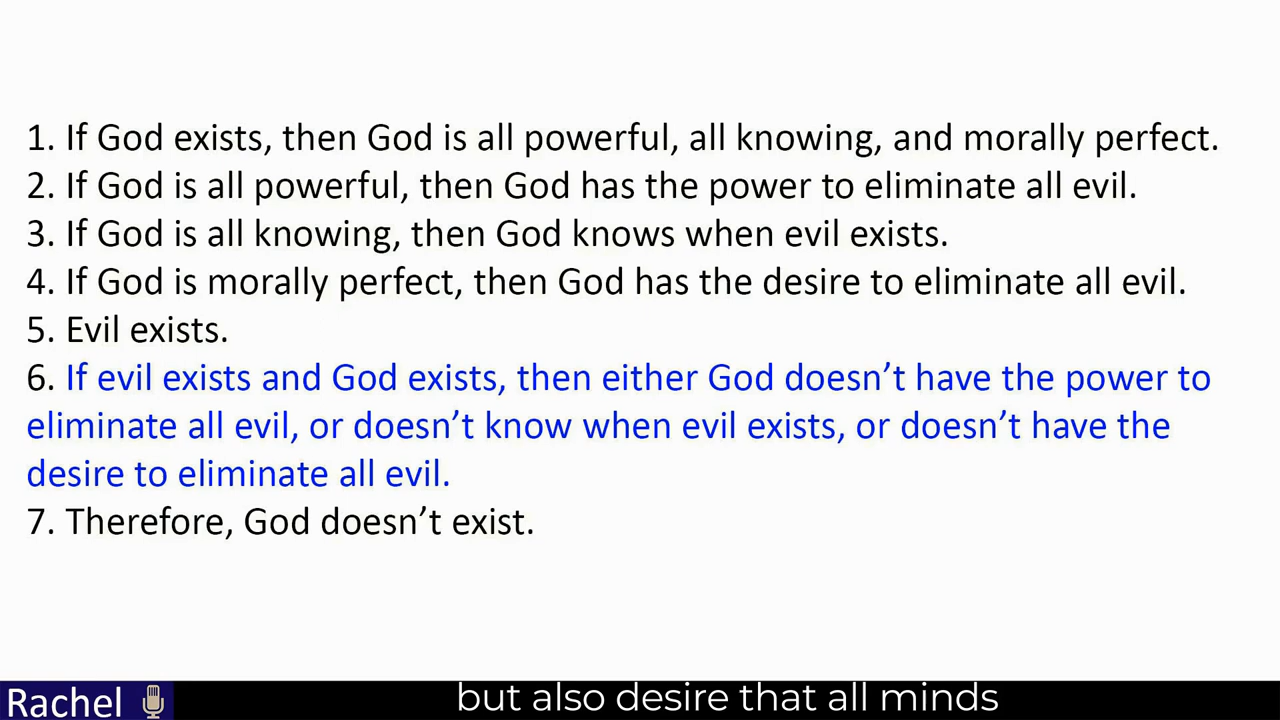 1. If God exists, then God is all powerful, all knowing, and morally perfect.
2. If God is all powerful, then God has the power to eliminate all evil.
3. If God is all knowing, then God knows when evil exists.
4. If God is morally perfect, then God has the desire to eliminate all evil.
5. Evil exists.
6. If evil exists and God exists, then either God doesn’t have the power to
eliminate all evil, or doesn’t know when evil exists, or doesn’t have the
desire to eliminate all evil.
7. Therefore, God doesn’t exist.
Rachel
but also desire that all minds